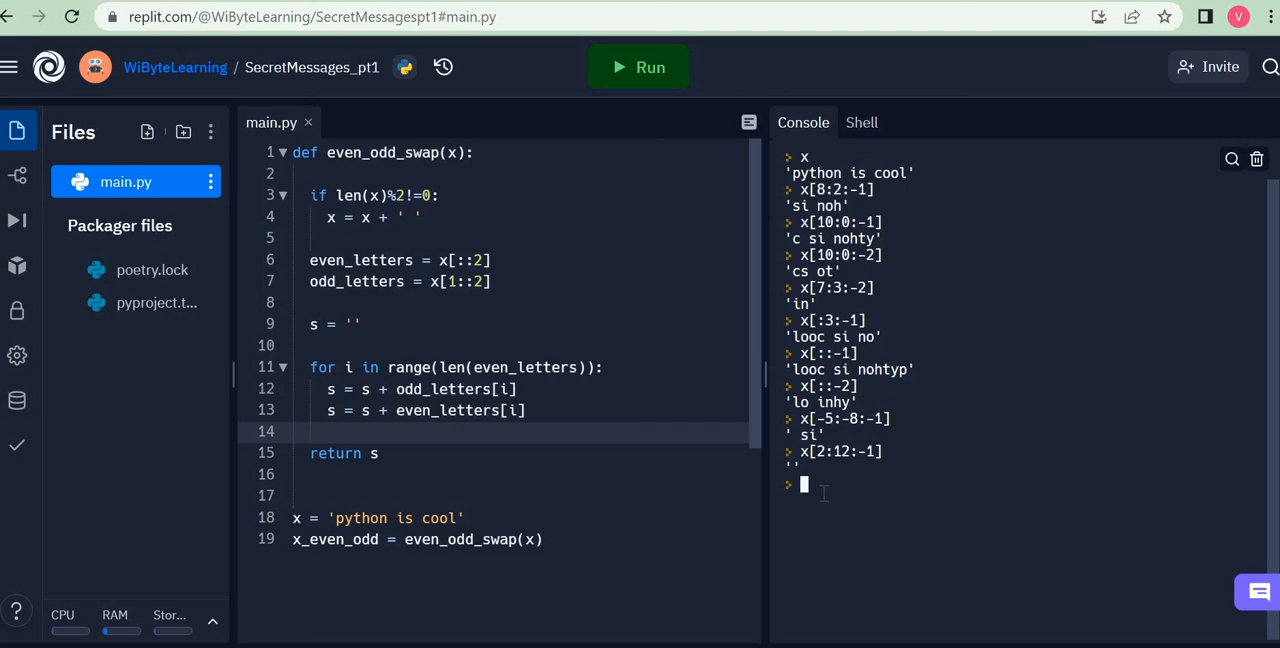 replit.com/@WiByteLearning/SecretMessagespt1#main.py
V
WiByteLearning / SecretMessages_pt1
Run
Invite
Files
main.py
Packager files
poetry.lock
pyproject.t...
CPU RAM Stor...
?
main.py ×
1 def even_odd_swap(x):
2
3 if len(x)%2!=0:
4 x = x + ' '
5
6 even_letters = x[::2]
7 odd_letters = x[1::2]
8
9 s = ''
10
11 for i in range(len(even_letters)):
12 s = s + odd_letters[i]
13 s = s + even_letters[i]
14
15 return s
16
17
18 x = 'python is cool'
19 x_even_odd = even_odd_swap(x)
Console Shell
> x
'python is cool'
> x[8:2:-1]
'si noh'
> x[10:0:-1]
'c si nohty'
> x[10:0:-2]
'cs ot'
> x[7:3:-2]
'in'
> x[:3:-1]
'looc si no'
> x[::-1]
'looc si nohtyp'
> x[::-2]
'lo inhy'
> x[-5:-8:-1]
' si'
> x[2:12:-1]
''
>